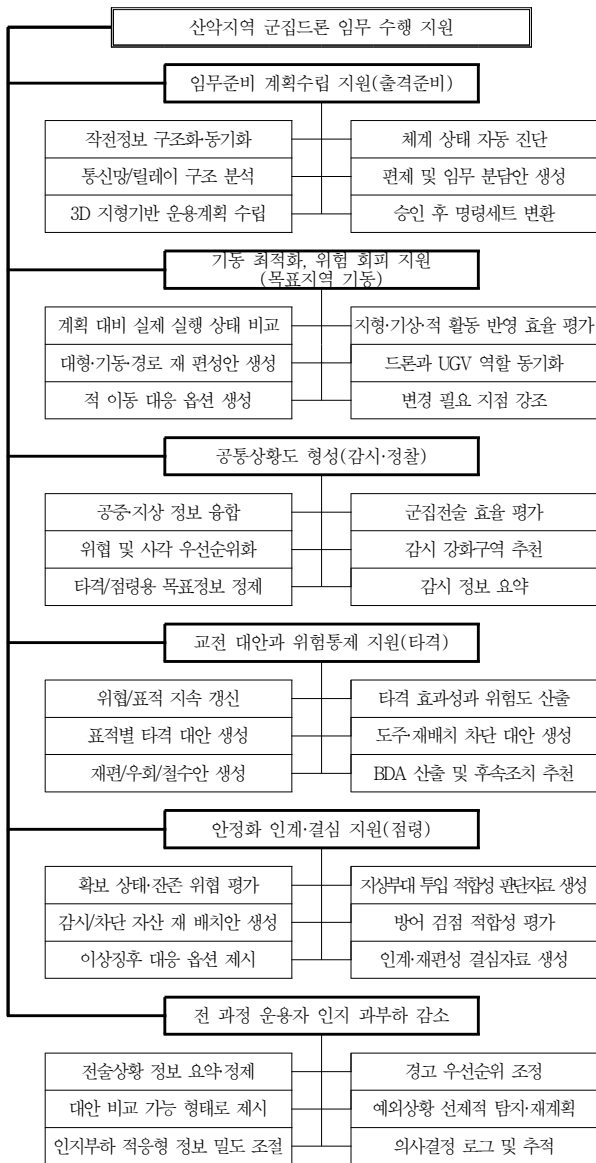 산악지역 군집드론 임무 수행 지원
임무준비 계획수립 지원(출격준비)
작전정보 구조화·동기화
체계 상태 자동 진단
통신망/릴레이 구조 분석
편제 및 임무 분담안 생성
3D 지형기반 운용계획 수립
승인 후 명령세트 변환
기동 최적화, 위험 회피 지원
(목표지역 기동)
계획 대비 실제 실행 상태 비교
지형·기상·적 활동 반영 효율 평가
대형·기동·경로 재 편성안 생성
드론과 UGV 역할 동기화
적 이동 대응 옵션 생성
변경 필요 지점 강조
공통상황도 형성(감시·정찰)
공중·지상 정보 융합
군집전술 효율 평가
위협 및 사각 우선순위화
감시 강화구역 추천
타격/점령용 목표정보 정제
감시 정보 요약
교전 대안과 위험통제 지원(타격)
위협/표적 지속 갱신
타격 효과성과 위험도 산출
표적별 타격 대안 생성
도주·재배치 차단 대안 생성
재편/우회/철수안 생성
BDA 산출 및 후속조치 추천
안정화 인계·결심 지원(점령)
확보 상태·잔존 위협 평가
지상부대 투입 적합성 판단자료 생성
감시/차단 자산 재 배치안 생성
방어 검점 적합성 평가
이상징후 대응 옵션 제시
인계·재편성 결심자료 생성
전 과정 운용자 인지 과부하 감소
전술상황 정보 요약·정제
경고 우선순위 조정
대안 비교 가능 형태로 제시
예외상황 선제적 탐지·재계획
인지부하 적응형 정보 밀도 조절
의사결정 로그 및 추적